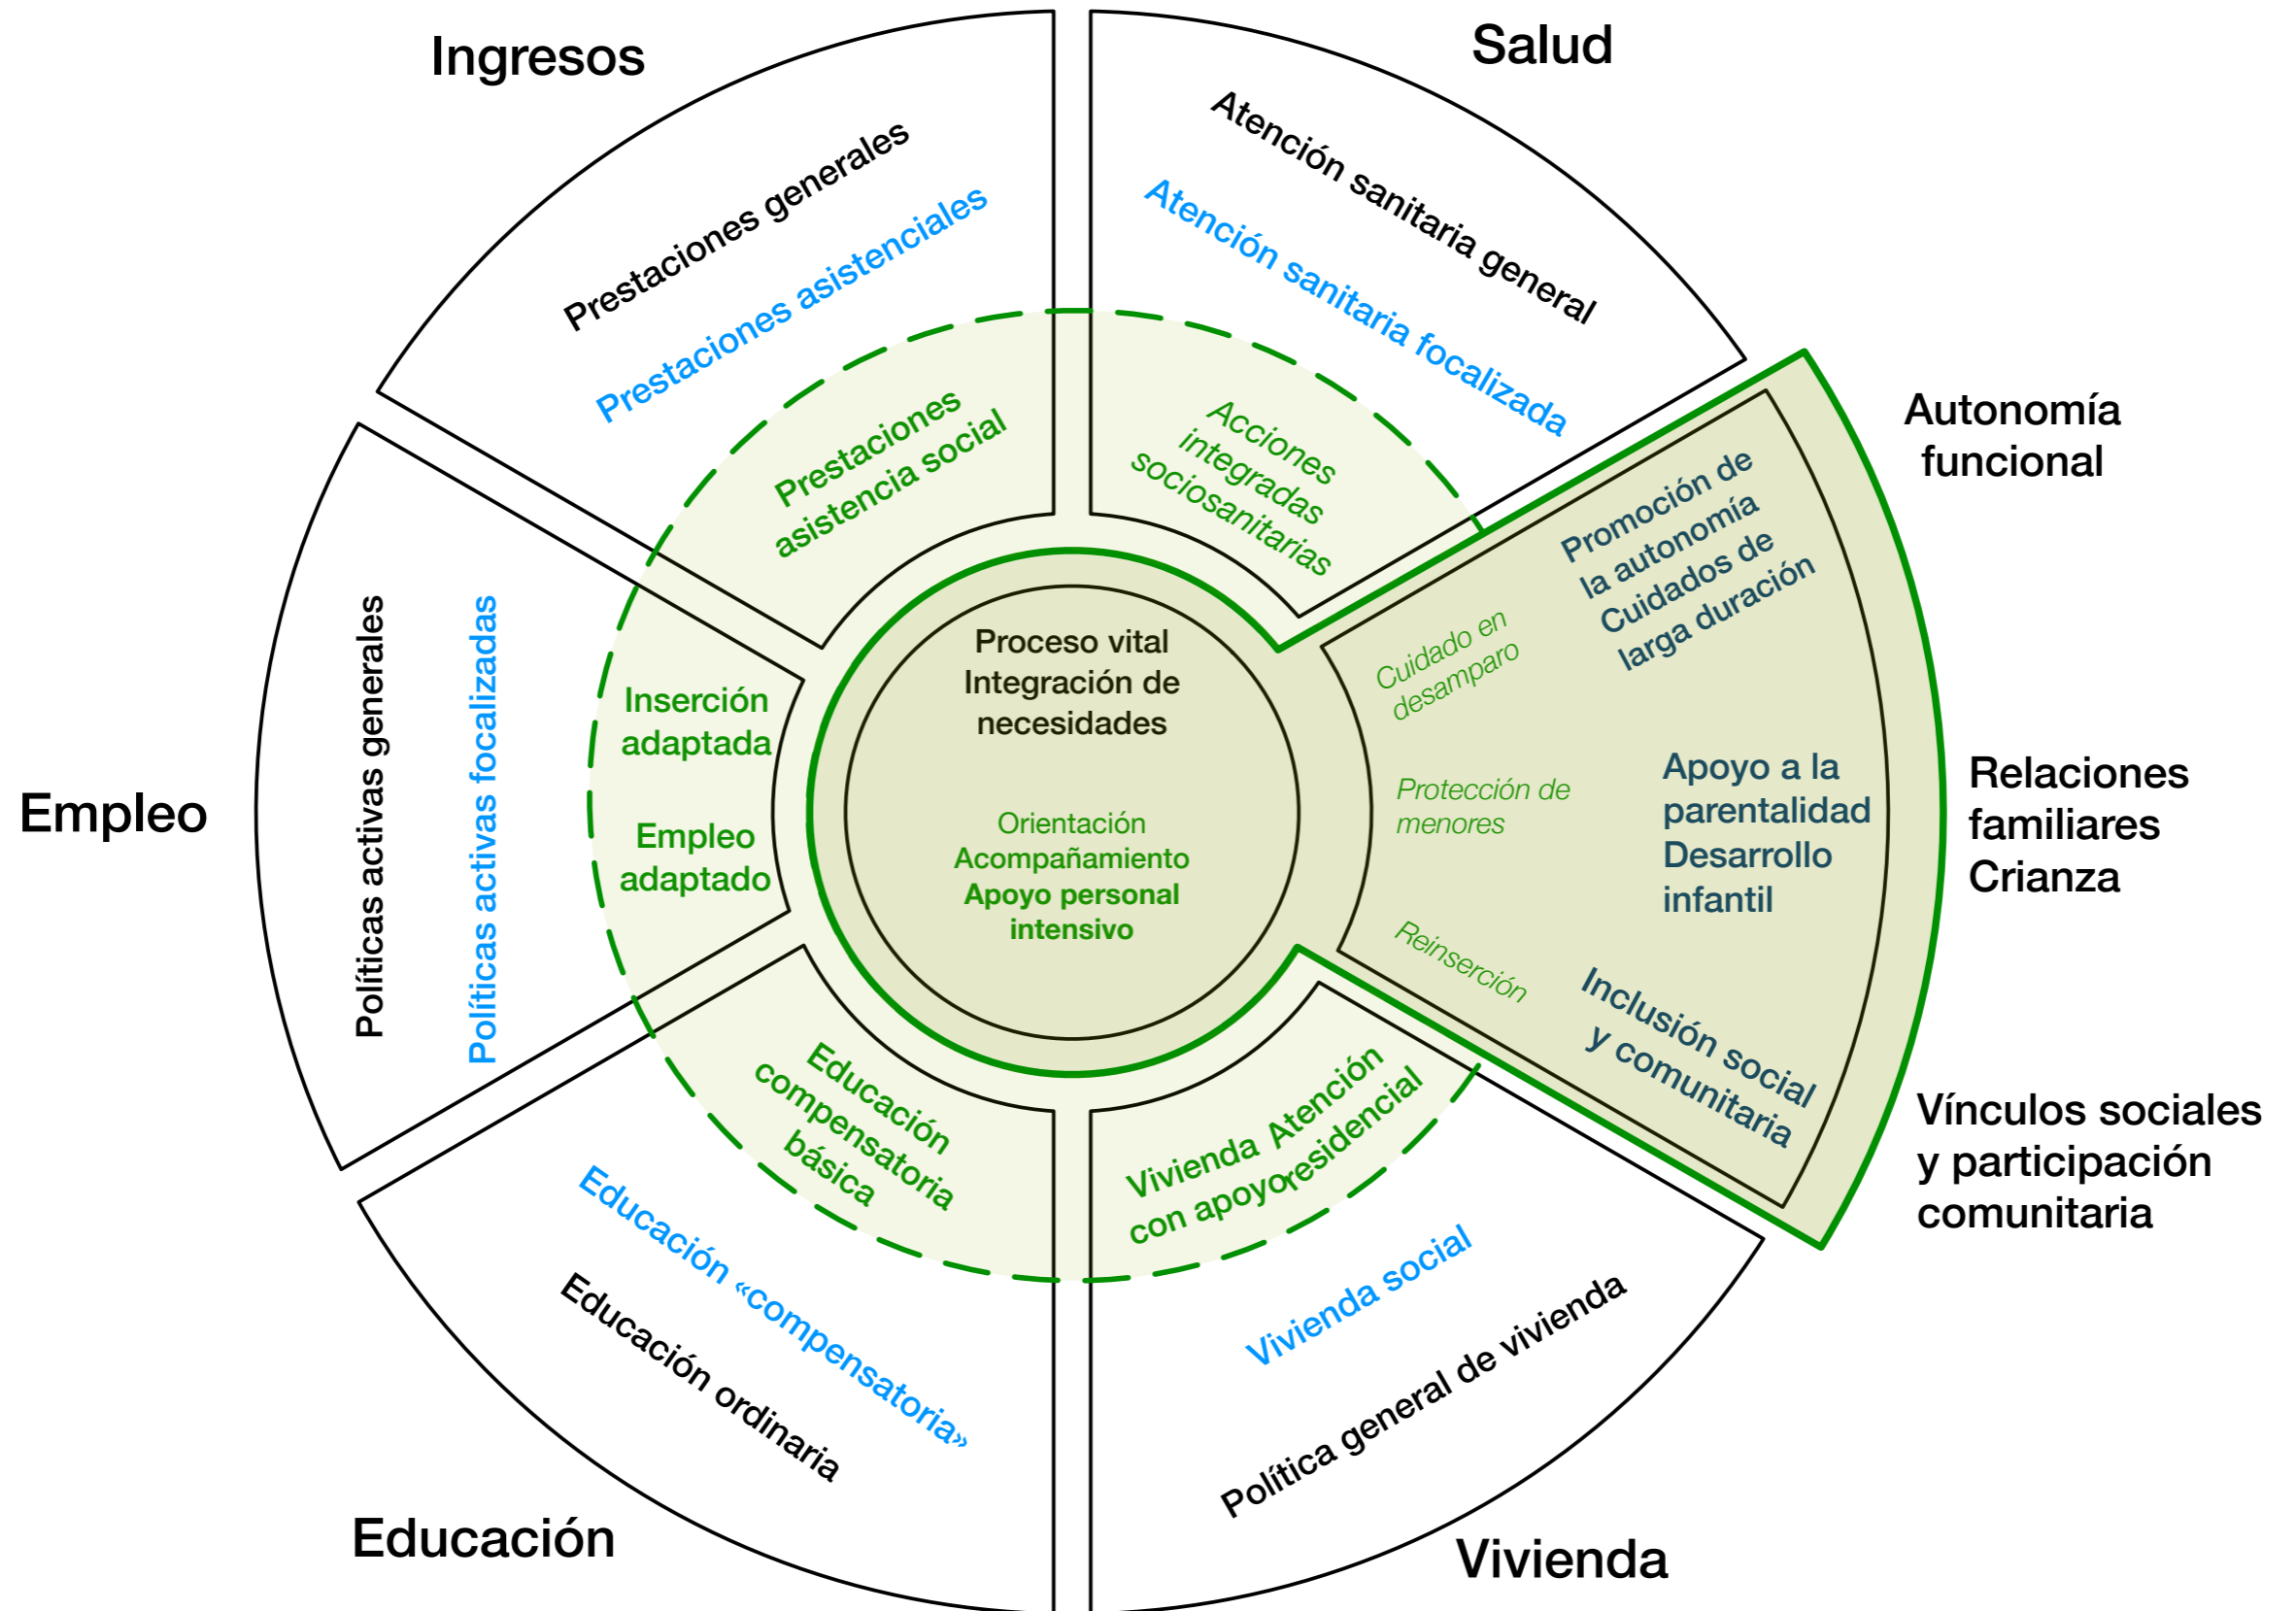 Ingresos
Prestaciones generales
Prestaciones asistenciales
Prestaciones
asistencia social
Salud
Atención sanitaria general
Atención sanitaria focalizada
Acciones
integradas
sociosanitarias
Autonomía
funcional
Promoción de
la autonomía
Cuidados de
larga duración
Cuidado en
desamparo
Relaciones
familiares
Crianza
Apoyo a la
parentalidad
Desarrollo
infantil
Protección de
menores
Vínculos sociales
y participación
comunitaria
Inclusión social
y comunitaria
Reinserción
Proceso vital
Integración de
necesidades
Orientación
Acompañamiento
Apoyo personal
intensivo
Empleo
Políticas activas generales
Políticas activas focalizadas
Inserción
adaptada
Empleo
adaptado
Educación
compensatoria
básica
Educación «compensatoria»
Educación ordinaria
Educación
Vivienda
con apoyo
Atención
residencial
Vivienda social
Política general de vivienda
Vivienda